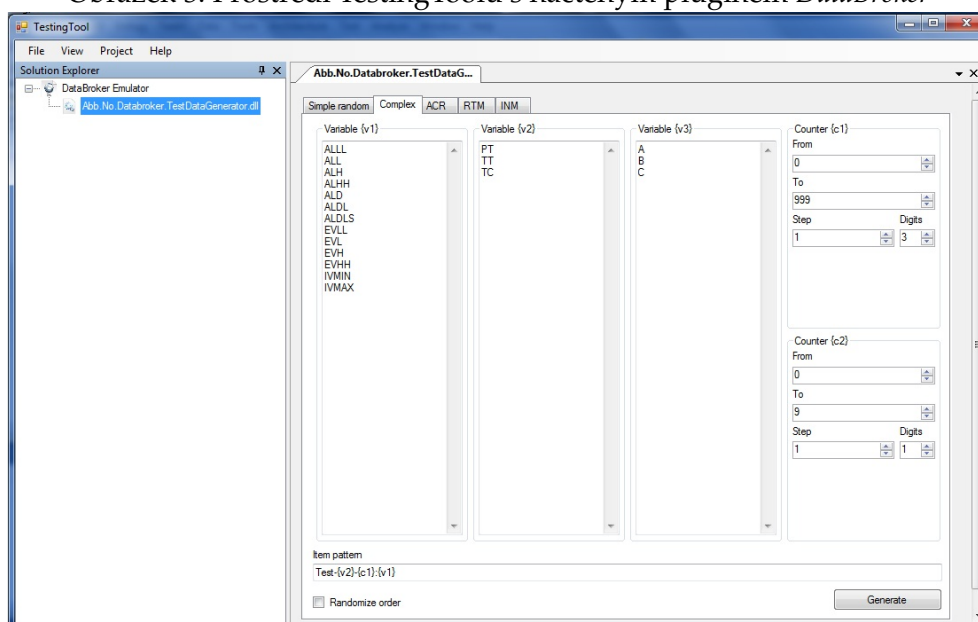 Obrázek 3: Prostředí TestingToolu s načteným pluginem DataBroker
TestingTool
File View Project Help
Solution Explorer
DataBroker Emulator
Abb.No.Databroker.TestDataGenerator.dll
Abb.No.Databroker.TestDataG...
Simple random Complex ACR RTM INM
Variable {v1}
ALLL
ALL
ALH
ALHH
ALD
ALDL
ALDLS
EVLL
EVL
EVH
EVHH
IVMIN
IVMAX
Variable {v2}
PT
TT
TC
Variable {v3}
A
B
C
Counter {c1}
From
0
To
999
Step Digits
1 3
Counter {c2}
From
0
To
9
Step Digits
1 1
Item pattern
Test-{v2}-{c1}:{v1}
Randomize order
Generate